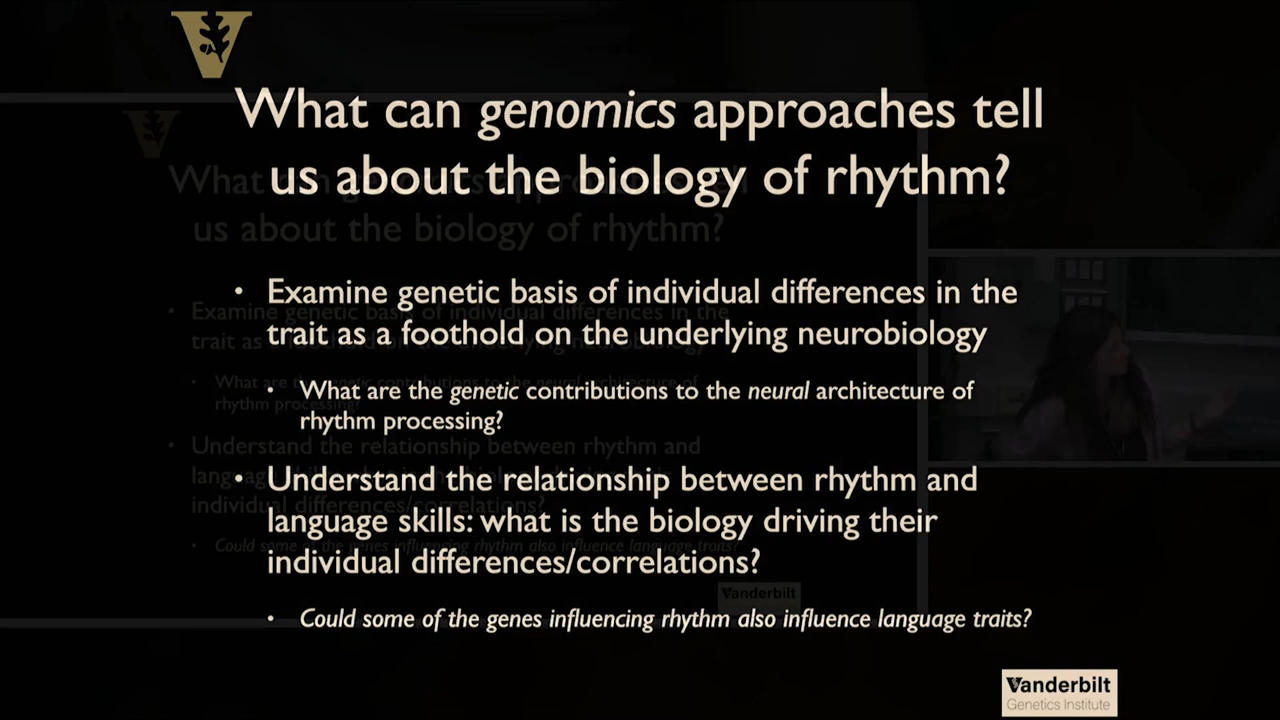 What can genomics approaches tell
us about the biology of rhythm?
• Examine genetic basis of individual differences in the
trait as a foothold on the underlying neurobiology
• What are the genetic contributions to the neural architecture of
rhythm processing?
• Understand the relationship between rhythm and
language skills: what is the biology driving their
individual differences/correlations?
• Could some of the genes influencing rhythm also influence language traits?
Vanderbilt
Genetics Institute